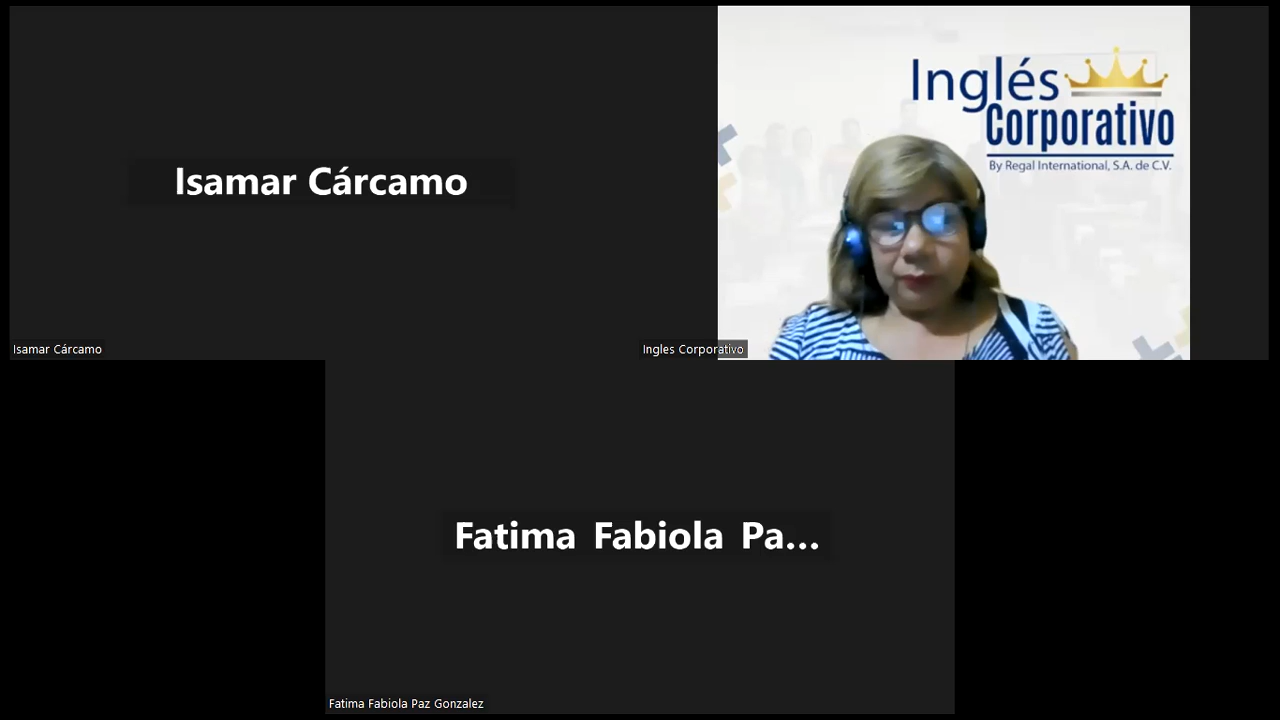 Isamar Cárcamo
Inglés
Corporativo
By Regal International, S.A. de C.V.
Isamar Cárcamo
Ingles Corporativo
Fatima Fabiola Pa...
Fatima Fabiola Paz Gonzalez